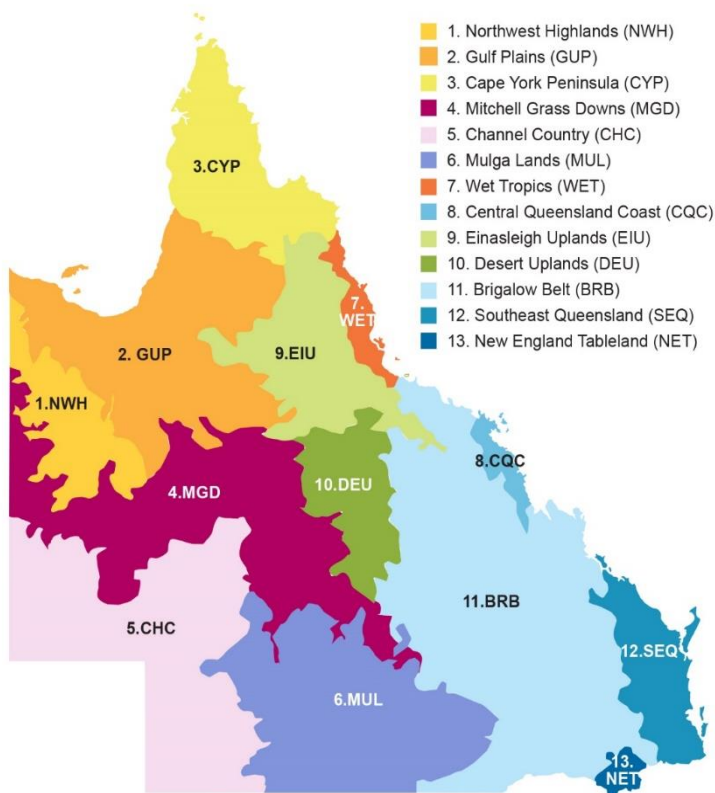 1. Northwest Highlands (NWH)
2. Gulf Plains (GUP)
3. Cape York Peninsula (CYP)
4. Mitchell Grass Downs (MGD)
5. Channel Country (CHC)
6. Mulga Lands (MUL)
7. Wet Tropics (WET)
8. Central Queensland Coast (CQC)
9. Einasleigh Uplands (EIU)
10. Desert Uplands (DEU)
11. Brigalow Belt (BRB)
12. Southeast Queensland (SEQ)
13. New England Tableland (NET)
3.CYP
7.
WET
2. GUP
9.EIU
1.NWH
8.CQC
4.MGD
10.DEU
11.BRB
5.CHC
12.SEQ
6.MUL
13.
NET